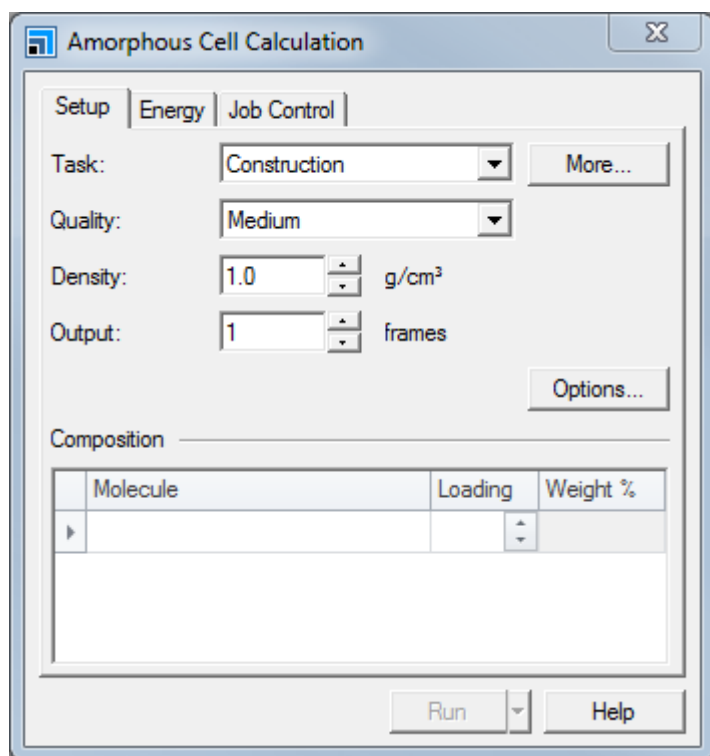 Amorphous Cell Calculation
Setup Energy Job Control
Task: Construction More...
Quality: Medium
Density: 1.0 g/cm³
Output: 1 frames
Options...
Composition
Molecule Loading Weight %
Run Help